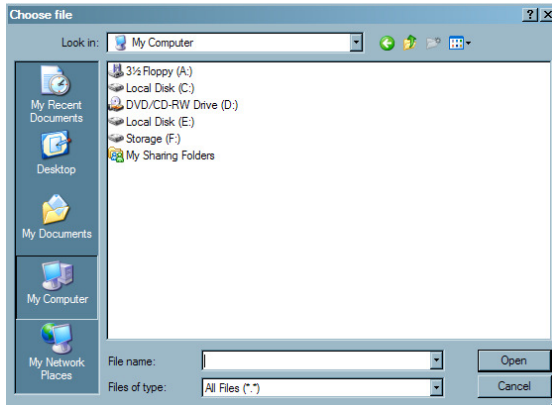 Choose file
Look in:
My Computer
My Recent
Documents
Desktop
My Documents
My Computer
My Network
Places
3½ Floppy (A:)
Local Disk (C:)
DVD/CD-RW Drive (D:)
Local Disk (E:)
Storage (F:)
My Sharing Folders
File name:
Open
Files of type:
All Files (*.*)
Cancel